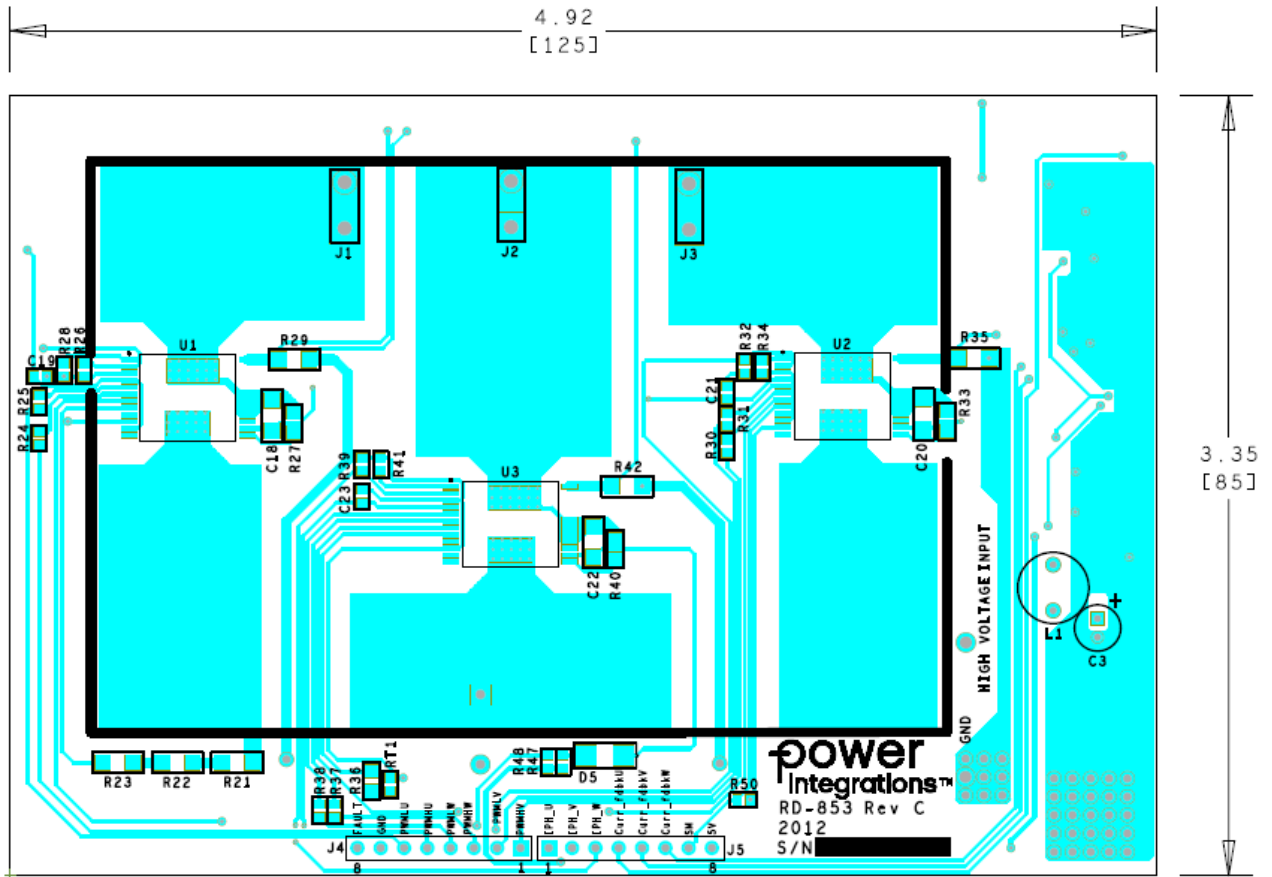 4.92
[125]
3.35
[85]
J1
J2
J3
U1
R29
U2
R35
R28
R26
C19
R25
R24
C18
R27
R32
R34
C21
R31
R30
C20
R33
R39
R41
C23
U3
R42
C22
R40
HIGH VOLTAGE INPUT
GND
L1
+
C3
R23
R22
R21
R38
R37
R36
RT1
R48
R47
D5
R50
power
integrations™
RD-853 Rev C
2012
S/N
J4
FAULT
GND
PWMLU
PWMHU
PWMLW
PWMHW
PWMLV
PWMHV
8
1
IPH_U
IPH_V
IPH_W
Curr_fdbkU
Curr_fdbkV
Curr_fdbkW
SM
5V
J5
1
8